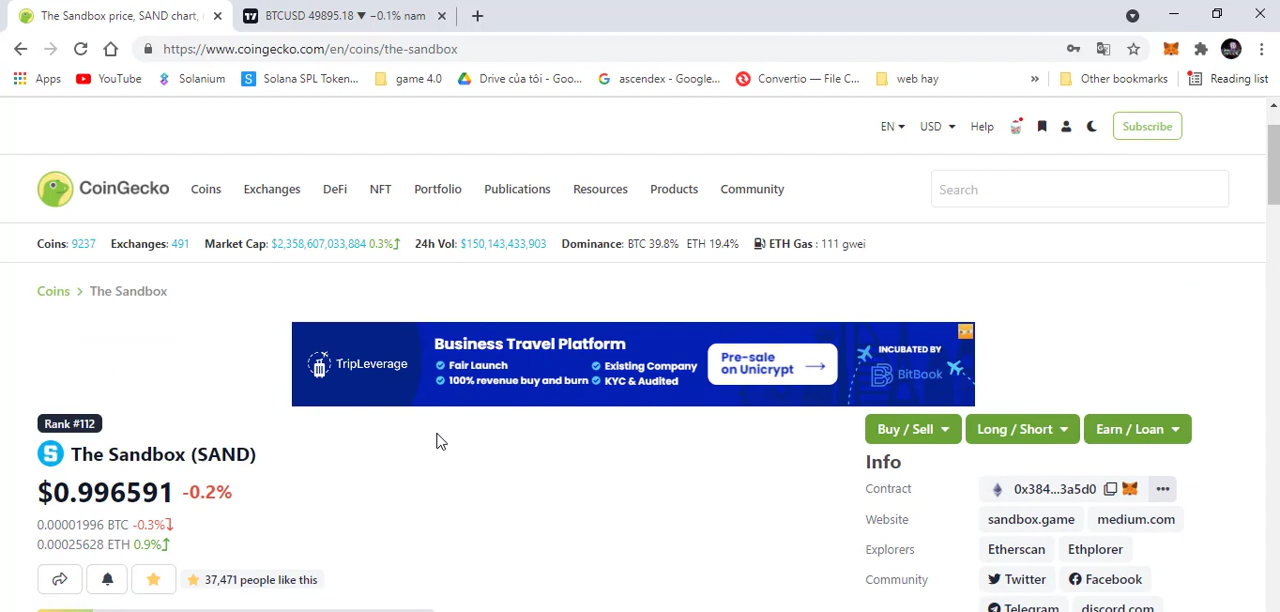 The Sandbox price, SAND chart,
BTCUSD 49895.18 ▼ −0.1% nam
https://www.coingecko.com/en/coins/the-sandbox
Apps YouTube Solanium Solana SPL Token... game 4.0 Drive của tôi - Goo... ascendex - Google... Convertio — File C... web hay » Other bookmarks Reading list
EN USD Help Subscribe
CoinGecko Coins Exchanges DeFi NFT Portfolio Publications Resources Products Community Search
Coins: 9237 Exchanges: 491 Market Cap: $2,358,607,033,884 0.3% 24h Vol: $150,143,433,903 Dominance: BTC 39.8% ETH 19.4% ETH Gas : 111 gwei
Coins > The Sandbox
TripLeverage
Business Travel Platform
Fair Launch Existing Company
100% revenue buy and burn KYC & Audited
Pre-sale
on Unicrypt
INCUBATED BY
BitBook
Rank #112
The Sandbox (SAND)
$0.996591 -0.2%
0.00001996 BTC -0.3%
0.00025628 ETH 0.9%
37,471 people like this
Buy / Sell Long / Short Earn / Loan
Info
Contract 0x384...3a5d0
Website sandbox.game medium.com
Explorers Etherscan Ethplorer
Community Twitter Facebook
Telegram discord.com